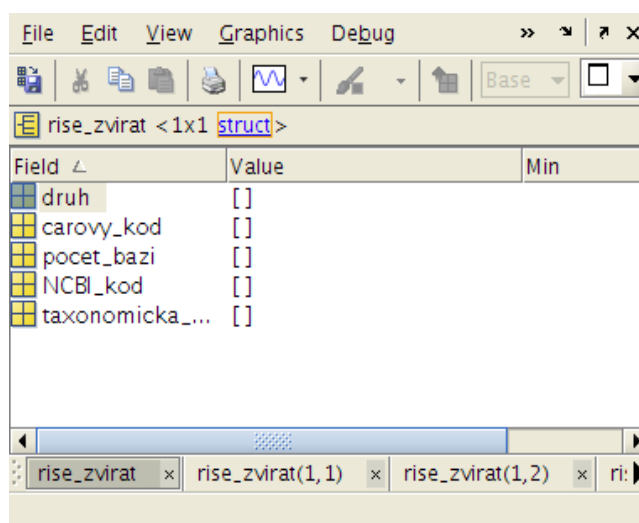 File Edit View Graphics Debug
Base
rise_zvirat <1x1 struct>
Field Value Min
druh []
carovy_kod []
pocet_bazi []
NCBI_kod []
taxonomicka_... []
rise_zvirat × rise_zvirat(1,1) × rise_zvirat(1,2) × ri: